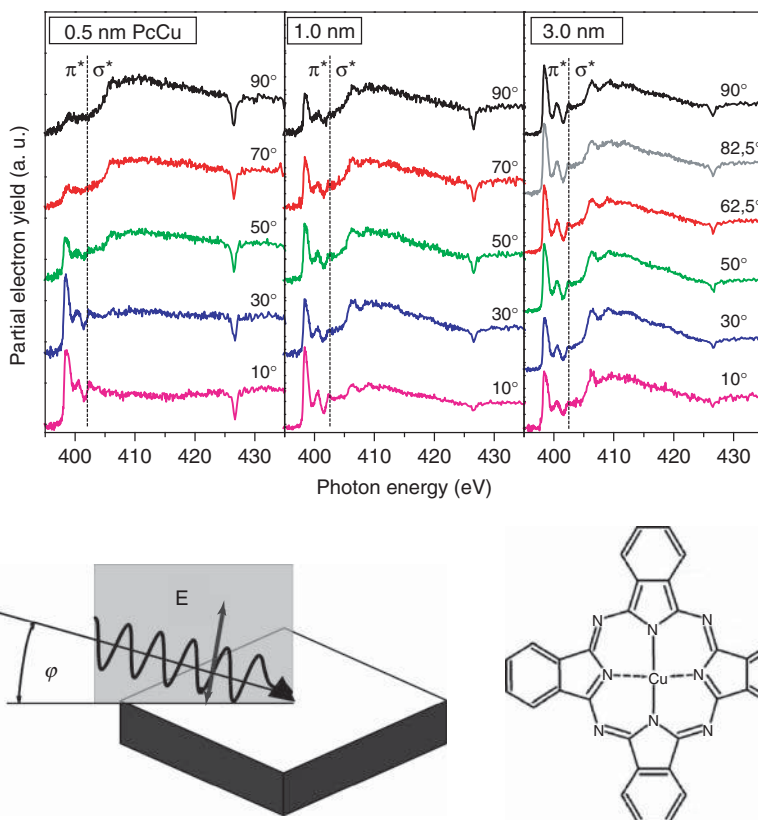 0.5 nm PcCu
1.0 nm
3.0 nm
Partial electron yield (a. u.)
π* σ*
90°
70°
50°
30°
10°
π* σ*
90°
70°
50°
30°
10°
π* σ*
90°
82,5°
62,5°
50°
30°
10°
400 410 420 430
400 410 420 430
400 410 420 430
Photon energy (eV)
E
φ
N
N
N
N
Cu
N
N
N
N